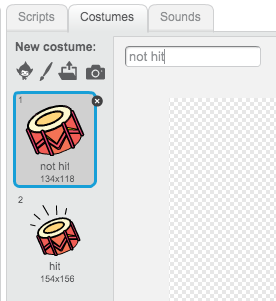 Scripts Costumes Sounds
New costume:
not hit
1
not hit
134x118
2
hit
154x156